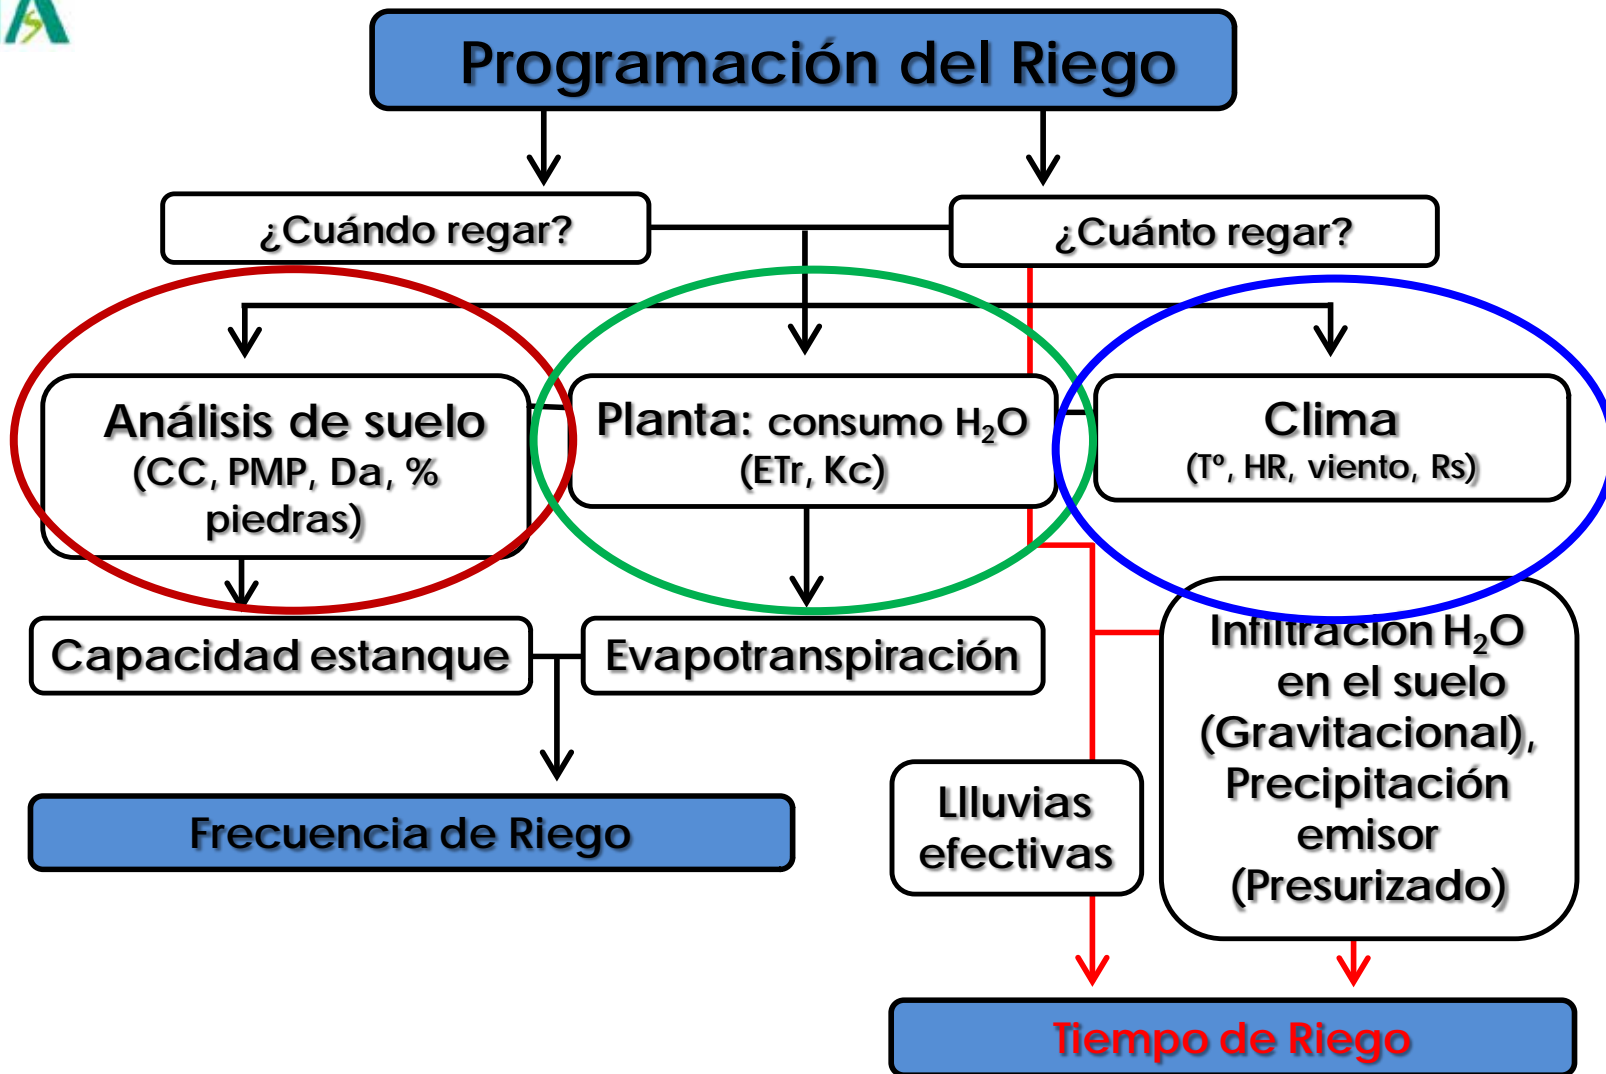 Programación del Riego
¿Cuándo regar?
¿Cuánto regar?
Análisis de suelo
(CC, PMP, Da, %
piedras)
Planta: consumo H₂O
(ETr, Kc)
Clima
(Tº, HR, viento, Rs)
Capacidad estanque
Evapotranspiración
Infiltración H₂O
en el suelo
(Gravitacional),
Precipitación
emisor
(Presurizado)
Llluvias
efectivas
Frecuencia de Riego
Tiempo de Riego